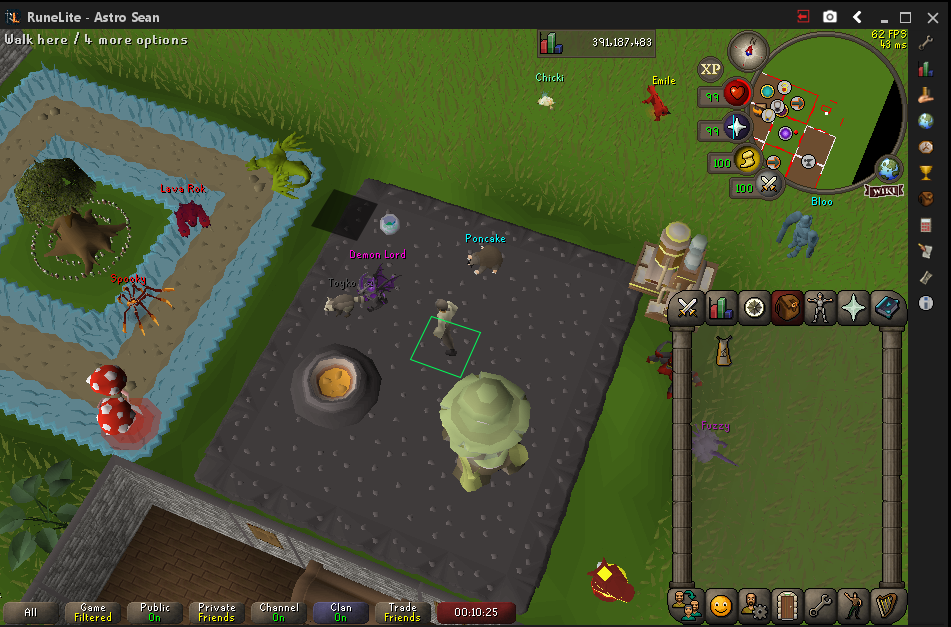 RuneLite - Astro Sean
Walk here / 4 more options
391,187,483
62 FPS
43 ms
XP
99
99
100
100
WIKI
Chicki
Emile
Bloo
Lava Rok
Poncake
Demon Lord
Spooky
Fuzzy
All
Game
Filtered
Public
On
Private
Friends
Channel
On
Clan
On
Trade
Friends
00:10:25